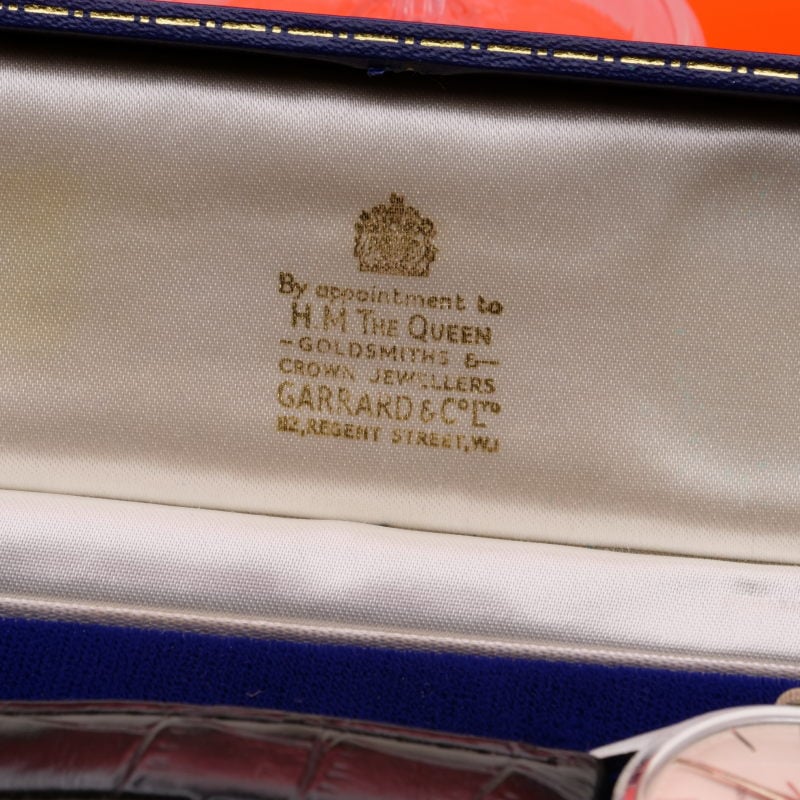 By appointment to
H.M THE QUEEN
-GOLDSMITHS &-
CROWN JEWELLERS
GARRARD & Cº Lᵀᴰ
112, REGENT STREET, W.1